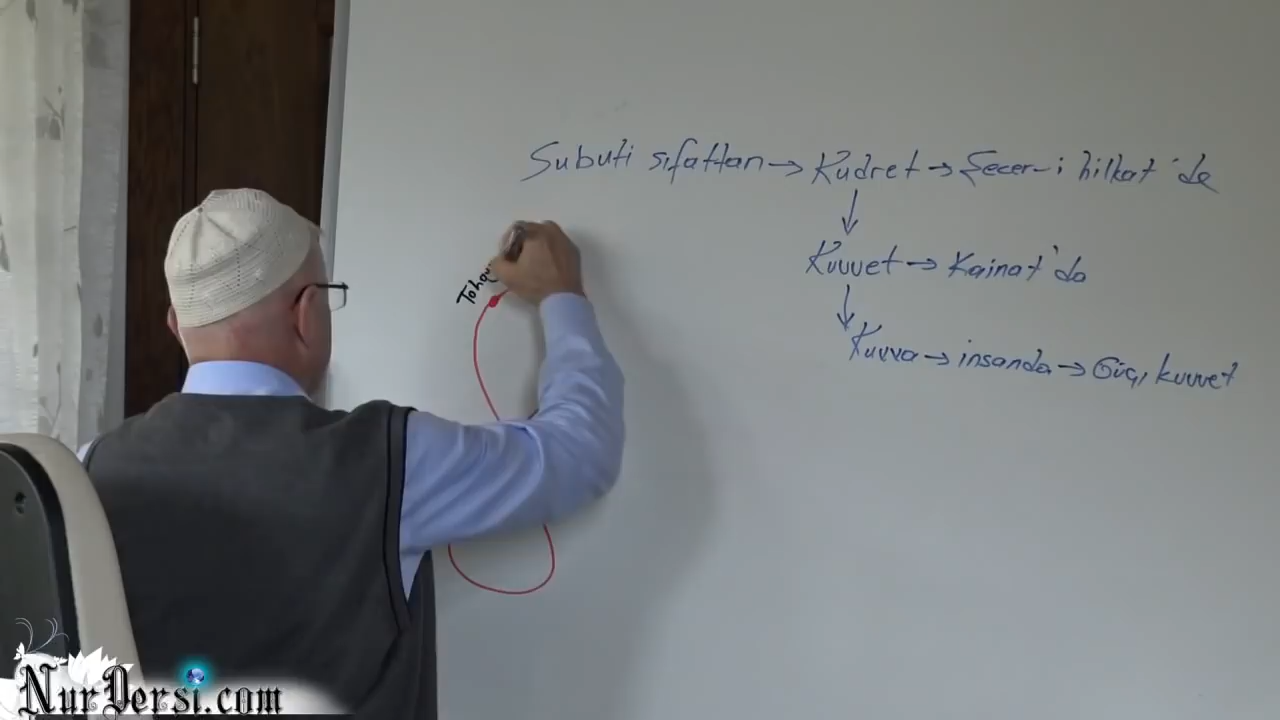 Subuti sıfattan → Kudret → Şecer-i hilkat'de
↓
Kuvvet → Kainat'da
↓
Kuvva → insanda → Güç, kuvvet
NurDersi.com